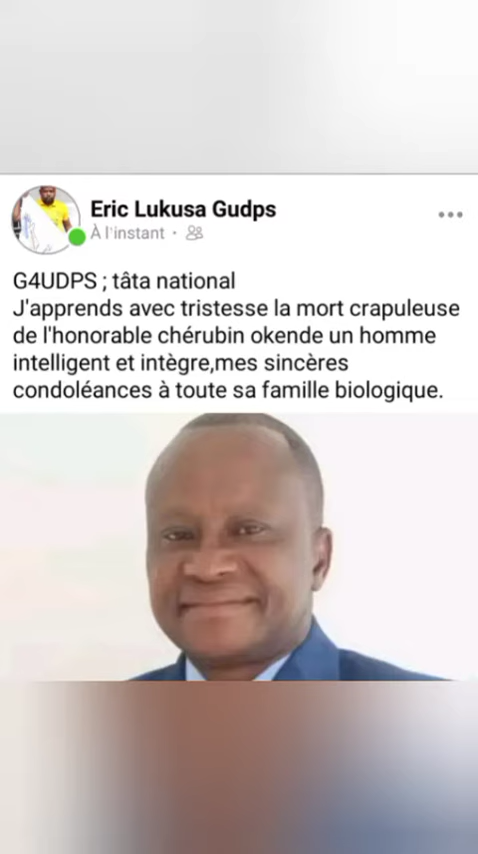 Eric Lukusa Gudps
À l'instant ·
G4UDPS ; tâta national
J'apprends avec tristesse la mort crapuleuse
de l'honorable chérubin okende un homme
intelligent et intègre,mes sincères
condoléances à toute sa famille biologique.